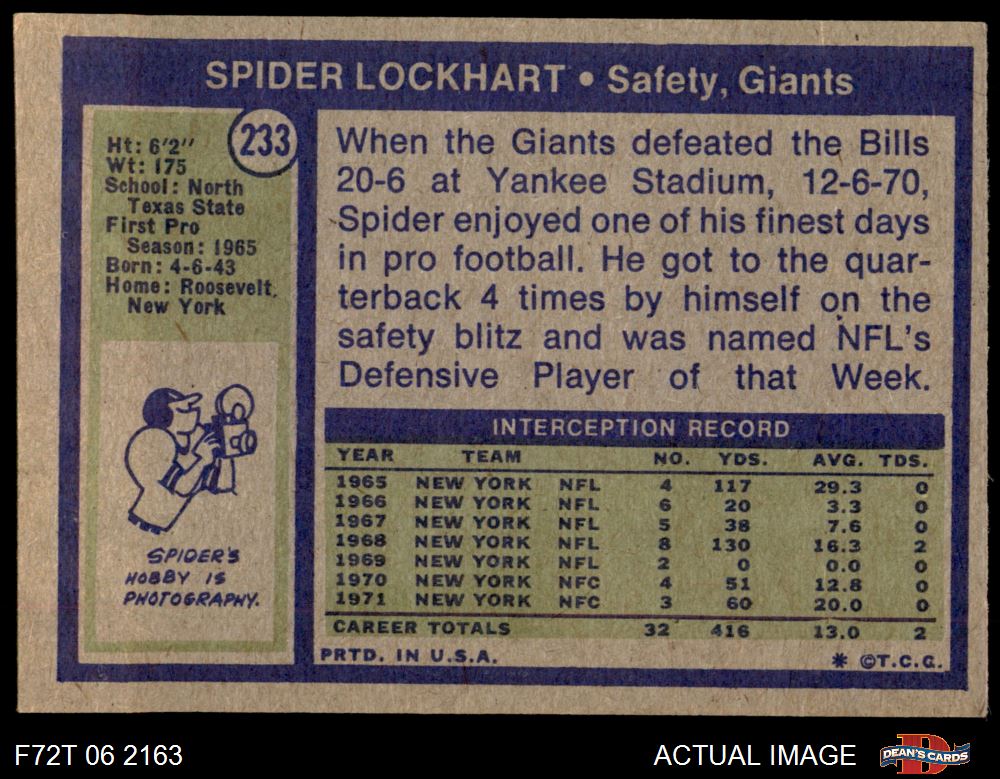 SPIDER LOCKHART • Safety, Giants
233
Ht: 6'2"
Wt: 175
School: North
Texas State
First Pro
Season: 1965
Born: 4-6-43
Home: Roosevelt,
New York
SPIDER'S
HOBBY IS
PHOTOGRAPHY.
When the Giants defeated the Bills
20-6 at Yankee Stadium, 12-6-70,
Spider enjoyed one of his finest days
in pro football. He got to the quar-
terback 4 times by himself on the
safety blitz and was named NFL's
Defensive Player of that Week.
INTERCEPTION RECORD
YEAR TEAM NO. YDS. AVG. TDS.
1965 NEW YORK NFL 4 117 29.3 0
1966 NEW YORK NFL 6 20 3.3 0
1967 NEW YORK NFL 5 38 7.6 0
1968 NEW YORK NFL 8 130 16.3 2
1969 NEW YORK NFL 2 0 0.0 0
1970 NEW YORK NFC 4 51 12.8 0
1971 NEW YORK NFC 3 60 20.0 0
CAREER TOTALS 32 416 13.0 2
PRTD. IN U.S.A. * ©T.C.G.
F72T 06 2163 ACTUAL IMAGE DEAN'S CARDS